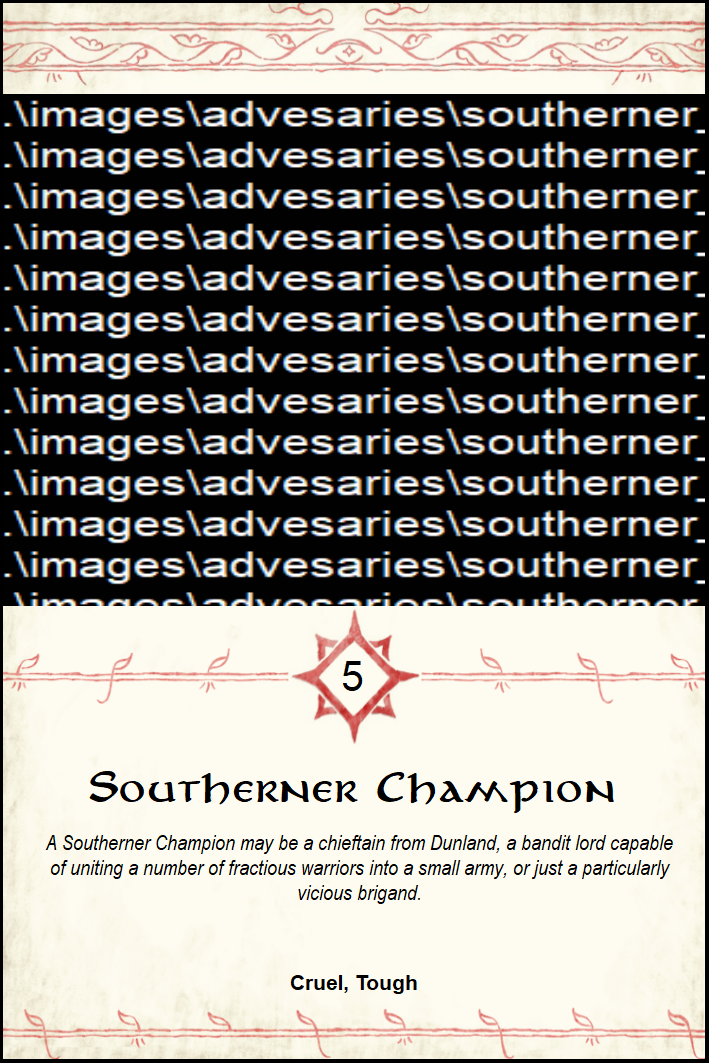 .\images\advesaries\southerner_
.\images\advesaries\southerner_
.\images\advesaries\southerner_
.\images\advesaries\southerner_
.\images\advesaries\southerner_
.\images\advesaries\southerner_
.\images\advesaries\southerner_
.\images\advesaries\southerner_
.\images\advesaries\southerner_
.\images\advesaries\southerner_
.\images\advesaries\southerner_
.\images\advesaries\southerner_
.\images\advesaries\southerner
5
Southerner Champion
A Southerner Champion may be a chieftain from Dunland, a bandit lord capable
of uniting a number of fractious warriors into a small army, or just a particularly
vicious brigand.
Cruel, Tough